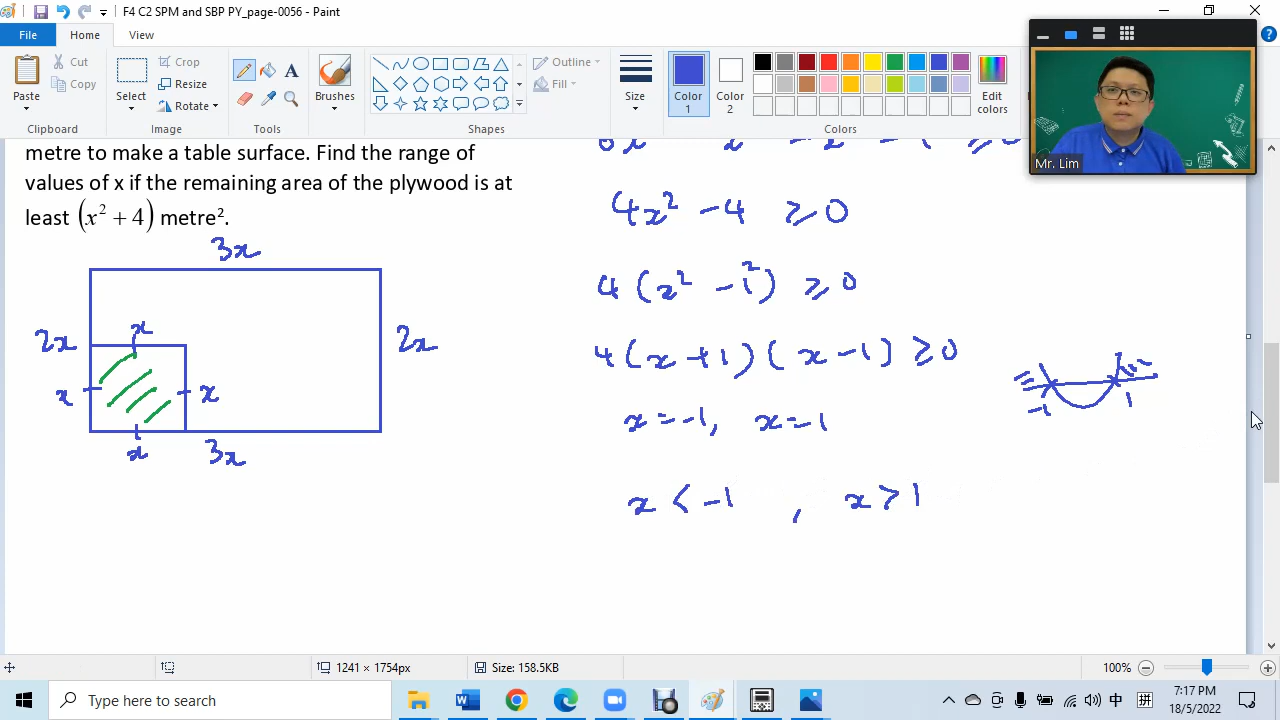 F4 C2 SPM and SBP PY_page-0056 - Paint
File
Home
View
Paste
Cut
Copy
Clipboard
Select
Crop
Resize
Rotate
Image
A
Tools
Brushes
Shapes
Outline
Fill
Size
Color 1
Color 2
Edit colors
Colors
Mr. Lim
metre to make a table surface. Find the range of
values of x if the remaining area of the plywood is at
least (x² + 4) metre².
3x
2x
x
2x
x
x
x
3x
4x² - 4 ⩾ 0
4(x² - 1²) ⩾ 0
4(x+1)(x-1) ⩾ 0
x = -1, x = 1
-1
1
x < -1 , x > 1
1241 × 1754px
Size: 158.5KB
100%
Type here to search
中
拼
7:17 PM
18/5/2022